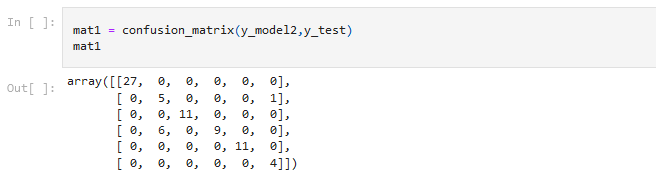 In [ ]:
mat1 = confusion_matrix(y_model2,y_test)
mat1
Out[ ]:
array([[27,  0,  0,  0,  0,  0],
       [ 0,  5,  0,  0,  0,  1],
       [ 0,  0, 11,  0,  0,  0],
       [ 0,  6,  0,  9,  0,  0],
       [ 0,  0,  0,  0, 11,  0],
       [ 0,  0,  0,  0,  0,  4]])